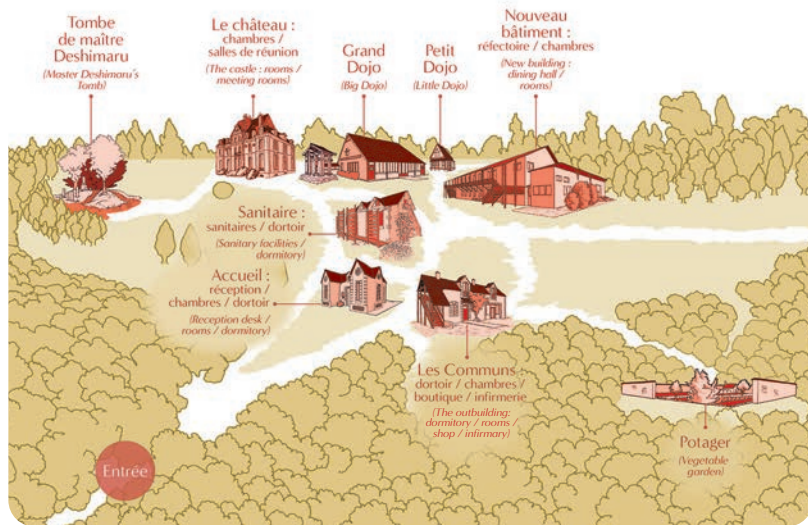 Tombe
de maître
Deshimaru
(Master Deshimaru's
Tomb)
Le château :
chambres /
salles de réunion
(The castle : rooms /
meeting rooms)
Grand
Dojo
(Big Dojo)
Petit
Dojo
(Little Dojo)
Nouveau
bâtiment :
réfectoire / chambres
(New building :
dining hall /
rooms)
Sanitaire :
sanitaires / dortoir
(Sanitary facilities /
dormitory)
Accueil :
réception /
chambres / dortoir
(Reception desk /
rooms / dormitory)
Les Communs :
dortoir / chambres /
boutique / infirmerie
(The outbuilding:
dormitory / rooms /
shop / infirmary)
Potager
(Vegetable
garden)
Entrée